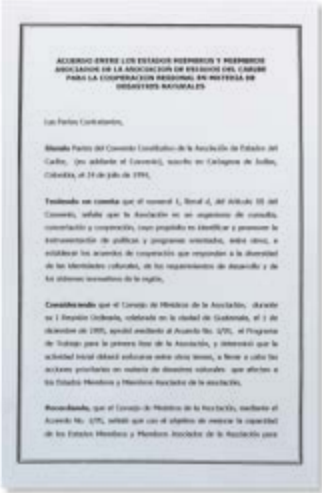 ACUERDO ENTRE LOS ESTADOS MIEMBROS Y MIEMBROS
ASOCIADOS DE LA ASOCIACION DE ESTADOS DEL CARIBE
PARA LA COOPERACION REGIONAL EN MATERIA DE
DESASTRES NATURALES
Las Partes Contratantes,
Siendo Partes del Convenio Constitutivo de la Asociación de Estados del
Caribe, (en adelante el Convenio), suscrito en Cartagena de Indias,
Colombia, el 24 de julio de 1994,
Teniendo en cuenta que el numeral 1, literal d, del Artículo III del
Convenio, señala que la Asociación es un organismo de consulta,
concertación y cooperación, cuyo propósito es identificar y promover la
instrumentación de políticas y programas orientados, entre otros, a
establecer los acuerdos de cooperación que respondan a la diversidad
de las identidades culturales, de los requerimientos de desarrollo y de
los sistemas normativos de la región,
Considerando que el Consejo de Ministros de la Asociación, durante
su I Reunión Ordinaria, celebrada en la ciudad de Guatemala, el 1 de
diciembre de 1995, aprobó mediante el Acuerdo No. 3/95, el Programa
de Trabajo para la primera fase de la Asociación, y determinó que la
actividad inicial deberá enfocarse entre otros temas, a llevar a cabo las
acciones prioritarias en materia de desastres naturales que afecten a
los Estados Miembros y Miembros Asociados de la asociación,
Recordando, que el Consejo de Ministros de la Asociación, mediante el
Acuerdo No. señaló que con el objetivo de mejorar la capacidad
de los Estados Miembros y Miembros Asociados de la Asociación para